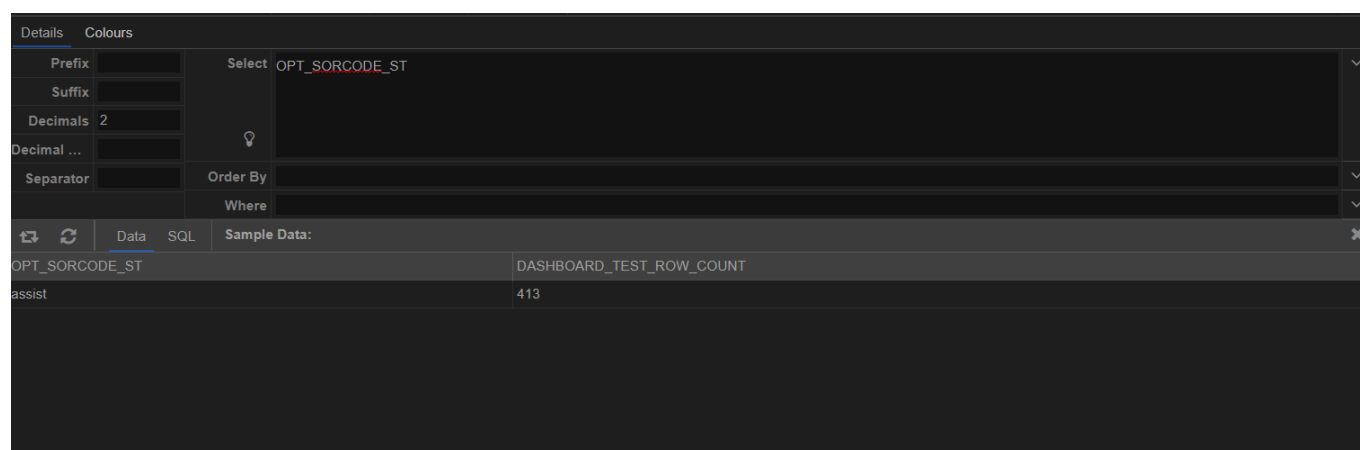 Details Colours
Prefix Select OPT_SORCODE_ST
Suffix
Decimals 2
Decimal ...
Separator Order By
Where
Data SQL Sample Data:
OPT_SORCODE_ST DASHBOARD_TEST_ROW_COUNT
assist 413